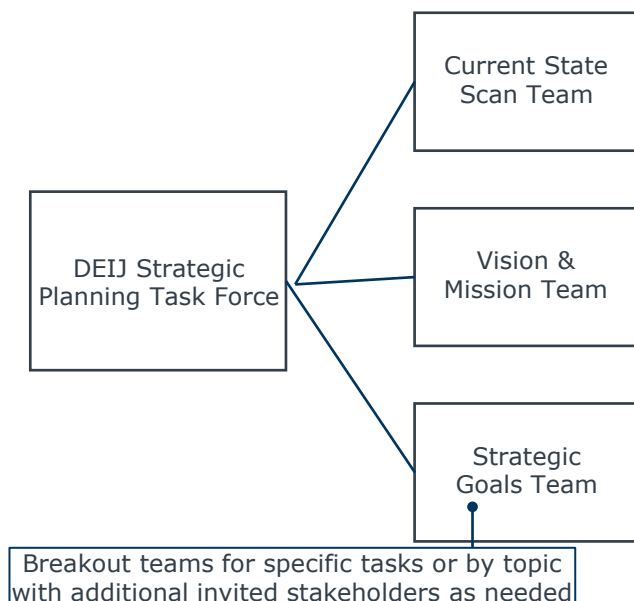 Current State
Scan Team
DEIJ Strategic
Planning Task Force
Vision &
Mission Team
Strategic
Goals Team
Breakout teams for specific tasks or by topic
with additional invited stakeholders as needed